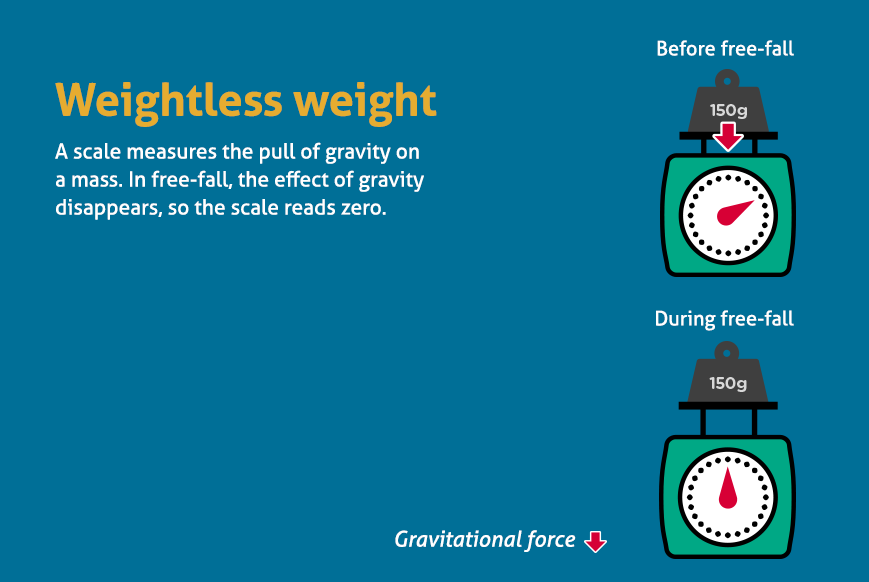 Weightless weight
A scale measures the pull of gravity on
a mass. In free-fall, the effect of gravity
disappears, so the scale reads zero.
Before free-fall
150g
During free-fall
150g
Gravitational force